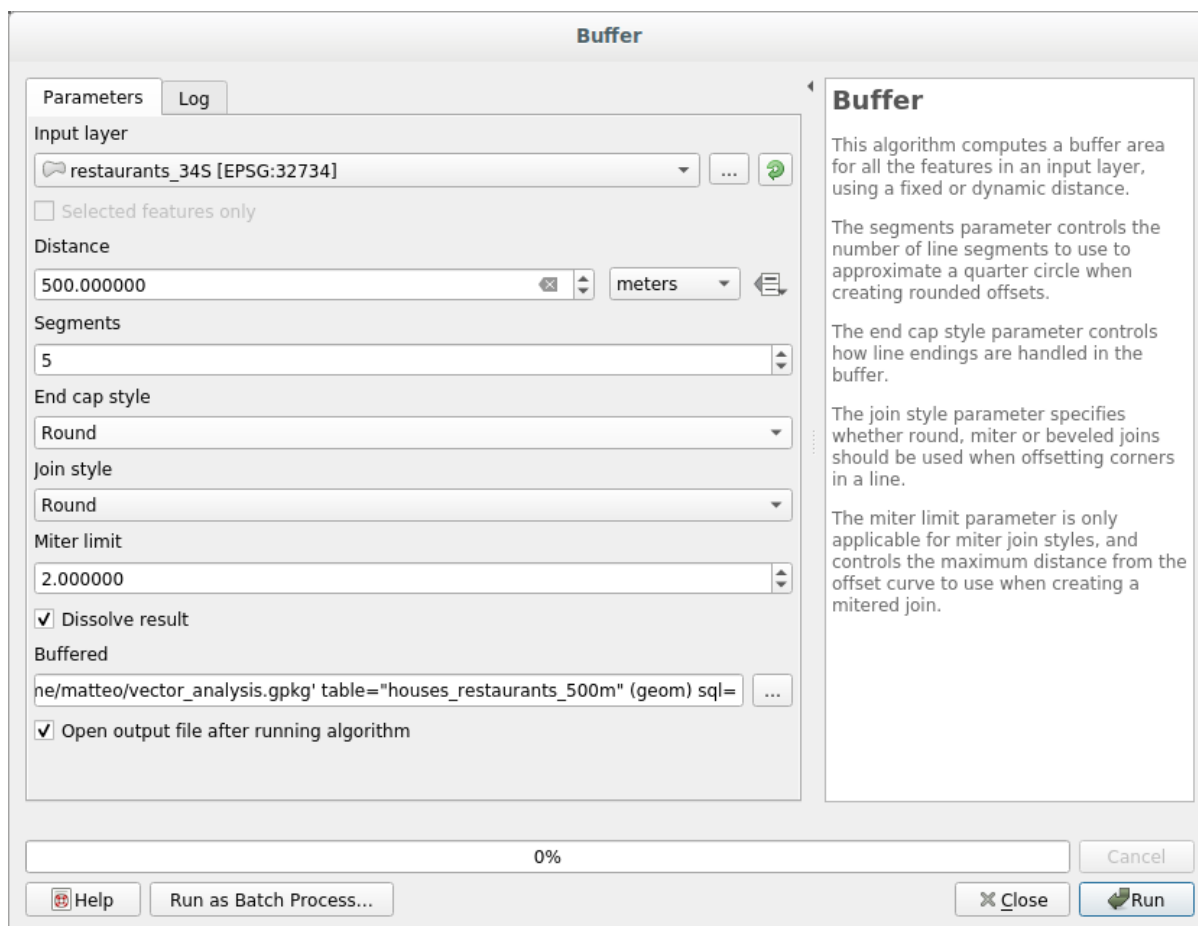 Buffer
Parameters
Log
Input layer
restaurants_34S [EPSG:32734]
...
Selected features only
Distance
500.000000
meters
Segments
5
End cap style
Round
Join style
Round
Miter limit
2.000000
Dissolve result
Buffered
ne/matteo/vector_analysis.gpkg' table="houses_restaurants_500m" (geom) sql=
...
Open output file after running algorithm
Buffer
This algorithm computes a buffer area
for all the features in an input layer,
using a fixed or dynamic distance.
The segments parameter controls the
number of line segments to use to
approximate a quarter circle when
creating rounded offsets.
The end cap style parameter controls
how line endings are handled in the
buffer.
The join style parameter specifies
whether round, miter or beveled joins
should be used when offsetting corners
in a line.
The miter limit parameter is only
applicable for miter join styles, and
controls the maximum distance from the
offset curve to use when creating a
mitered join.
0%
Cancel
Help
Run as Batch Process...
Close
Run